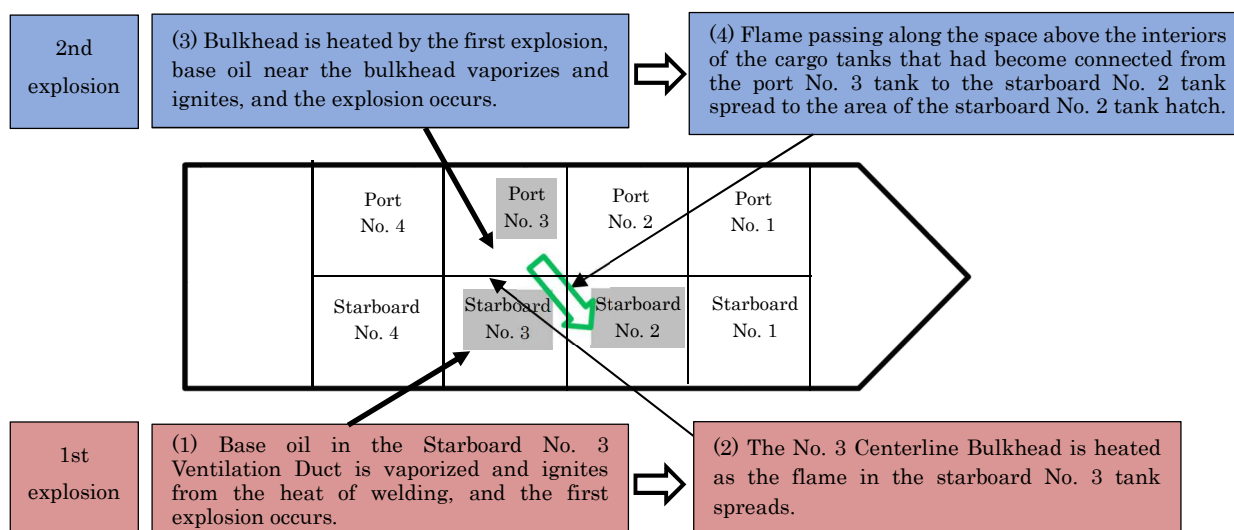 2nd
explosion
(3) Bulkhead is heated by the first explosion,
base oil near the bulkhead vaporizes and
ignites, and the explosion occurs.
(4) Flame passing along the space above the interiors
of the cargo tanks that had become connected from
the port No. 3 tank to the starboard No. 2 tank
spread to the area of the starboard No. 2 tank hatch.
Port
No. 4
Port
No. 3
Port
No. 2
Port
No. 1
Starboard
No. 4
Starboard
No. 3
Starboard
No. 2
Starboard
No. 1
1st
explosion
(1) Base oil in the Starboard No. 3
Ventilation Duct is vaporized and ignites
from the heat of welding, and the first
explosion occurs.
(2) The No. 3 Centerline Bulkhead is heated
as the flame in the starboard No. 3 tank
spreads.